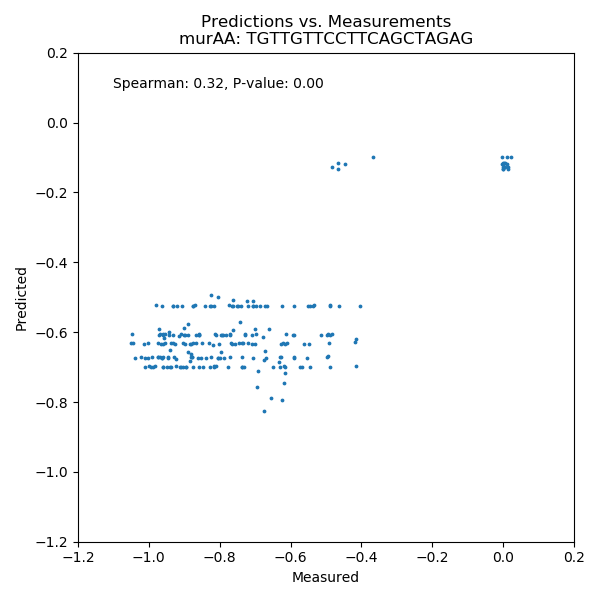 Predictions vs. Measurements
murAA: TGTTGTTCCTTCAGCTAGAG
Spearman: 0.32, P-value: 0.00
0.2
0.0
−0.2
−0.4
−0.6
−0.8
−1.0
−1.2
Predicted
−1.2 −1.0 −0.8 −0.6 −0.4 −0.2 0.0 0.2
Measured